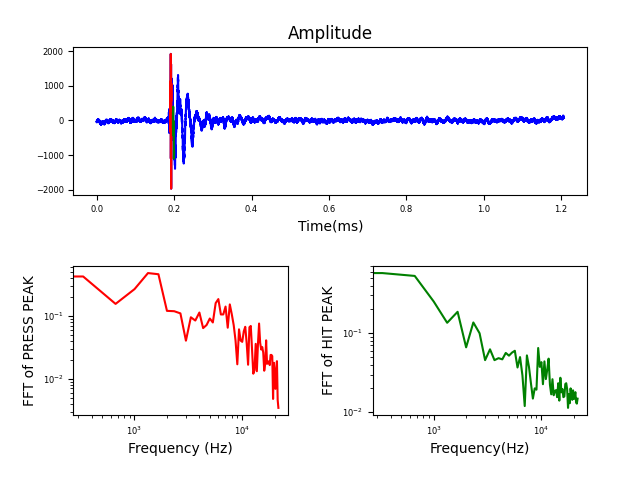 Amplitude
2000
1000
0
−1000
−2000
0.0 0.2 0.4 0.6 0.8 1.0 1.2
Time(ms)
FFT of PRESS PEAK
10⁻¹
10⁻²
10³ 10⁴
Frequency (Hz)
FFT of HIT PEAK
10⁻¹
10⁻²
10³ 10⁴
Frequency(Hz)